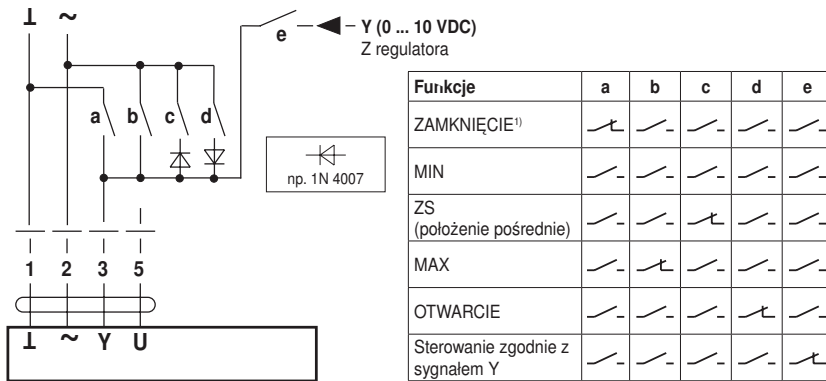 ⊥ ~
e
Y (0 ... 10 VDC)
Z regulatora
a b c d
np. 1N 4007
1 2 3 5
⊥ ~ Y U
Funkcje a b c d e
ZAMKNIĘCIE¹⁾
MIN
ZS
(położenie pośrednie)
MAX
OTWARCIE
Sterowanie zgodnie z
sygnałem Y